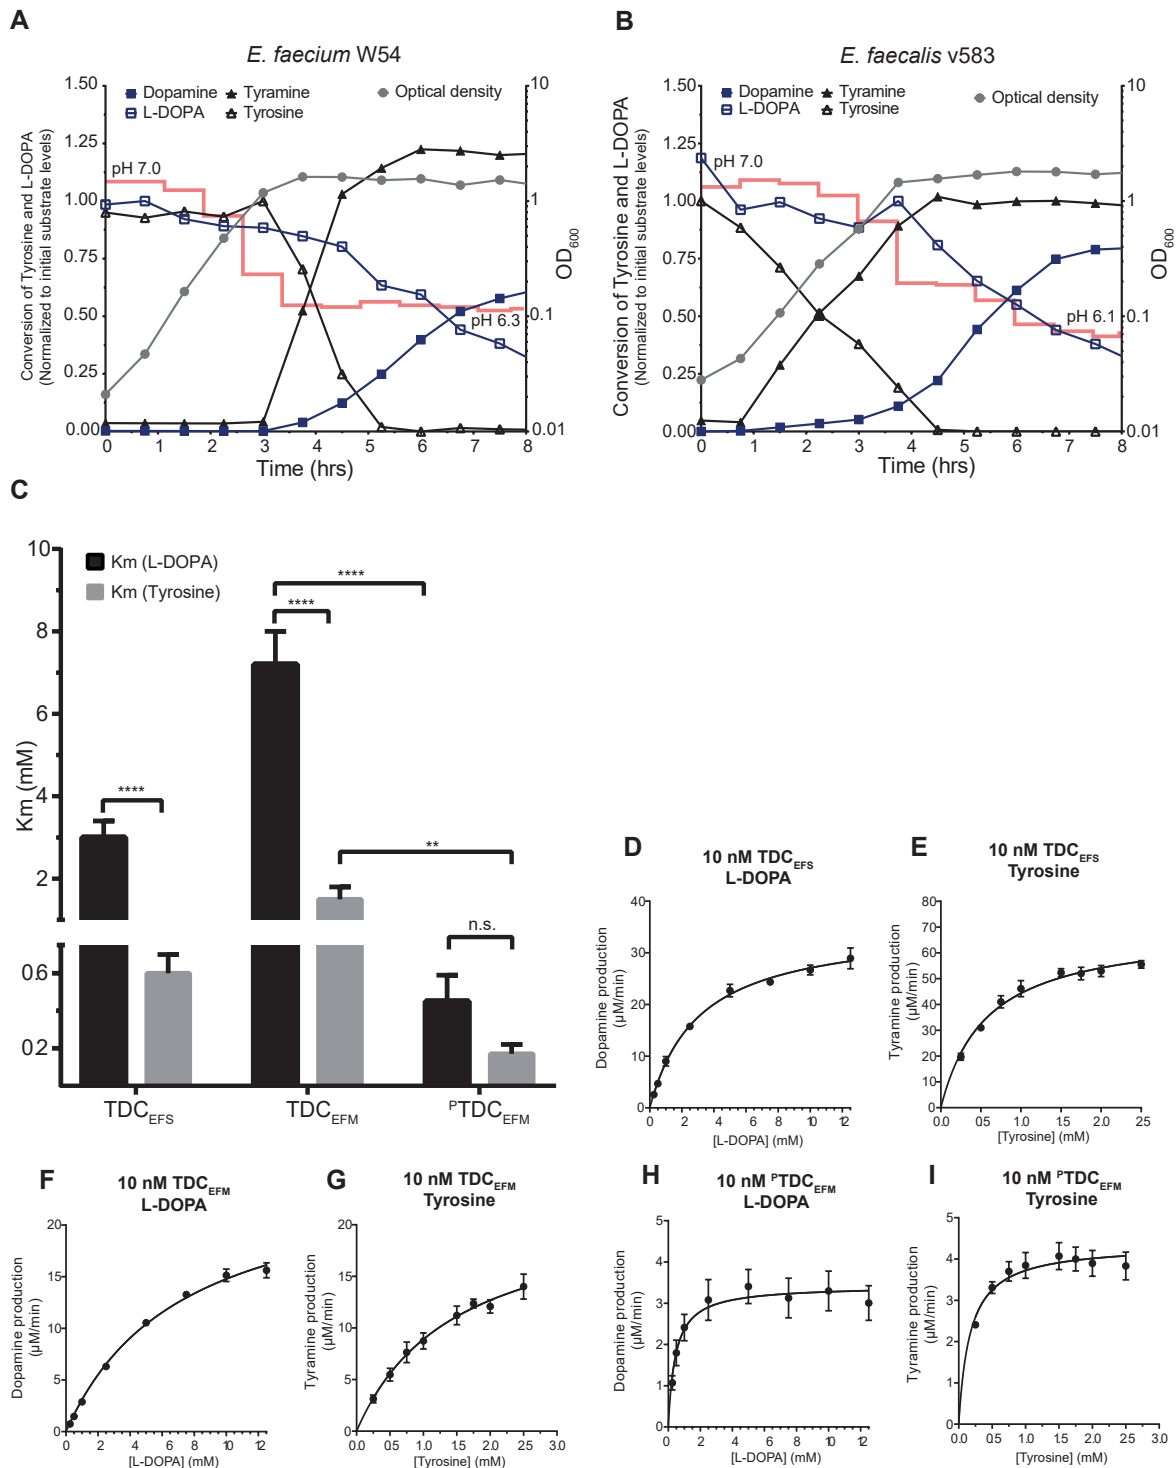 A
E. faecium W54
Conversion of Tyrosine and L-DOPA
(Normalized to initial substrate levels)
1.50
1.25
1.00
0.75
0.50
0.25
0.00
Dopamine
L-DOPA
Tyramine
Tyrosine
Optical density
pH 7.0
pH 6.3
10
1
0.1
0.01
OD600
0 1 2 3 4 5 6 7 8
Time (hrs)
B
E. faecalis v583
Conversion of Tyrosine and L-DOPA
(Normalized to initial substrate levels)
1.50
1.25
1.00
0.75
0.50
0.25
0.00
Dopamine
L-DOPA
Tyramine
Tyrosine
Optical density
pH 7.0
pH 6.1
10
1
0.1
0.01
OD600
0 1 2 3 4 5 6 7 8
Time (hrs)
C
Km (mM)
10
8
6
4
2
06
02
Km (L-DOPA)
Km (Tyrosine)
****
****
****
**
n.s.
TDCEFS
TDCEFM
PTDCEFM
D
10 nM TDCEFS
L-DOPA
Dopamine production
(µM/min)
40
30
20
10
0
0 2 4 6 8 10 12
[L-DOPA] (mM)
E
10 nM TDCEFS
Tyrosine
Tyramine production
(µM/min)
80
70
60
50
40
30
20
10
0
0 05 1.0 15 20 25
[Tyrosine] (mM)
F
10 nM TDCEFM
L-DOPA
Dopamine production
(µM/min)
20
15
10
5
0
0 2 4 6 8 10 12
[L-DOPA] (mM)
G
10 nM TDCEFM
Tyrosine
Tyramine production
(µM/min)
20
15
10
5
0
0.0 0.5 1.0 1.5 2.0 2.5 3.0
[Tyrosine] (mM)
H
10 nM PTDCEFM
L-DOPA
Dopamine production
(µM/min)
5
4
3
2
1
0
0 2 4 6 8 10 12
[L-DOPA] (mM)
I
10 nM PTDCEFM
Tyrosine
Tyramine production
(µM/min)
5
4
3
2
1
0
0.0 0.5 1.0 1.5 2.0 2.5 3.0
[Tyrosine] (mM)